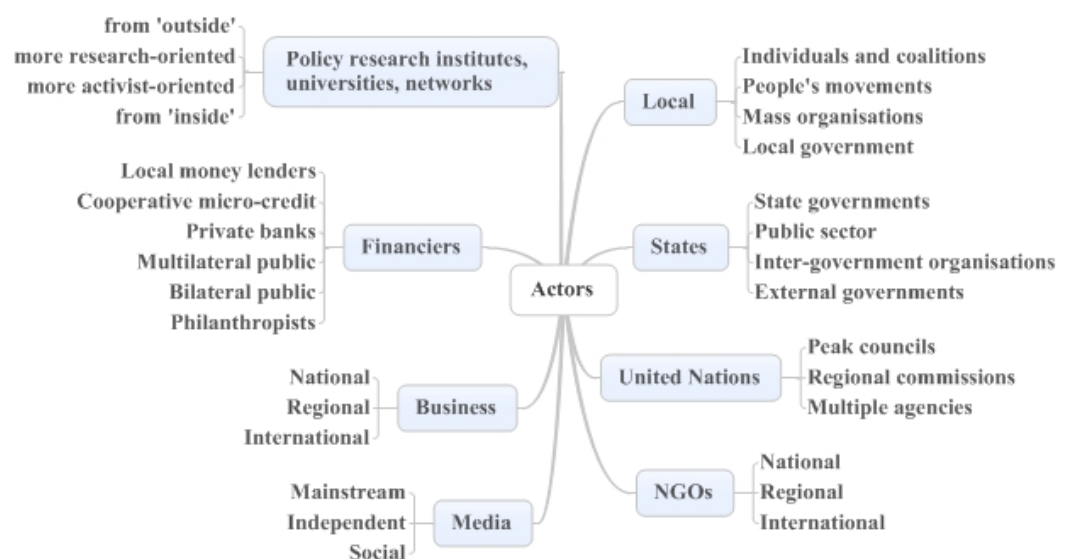 from 'outside'
more research-oriented
more activist-oriented
from 'inside'
Policy research institutes,
universities, networks
Local money lenders
Cooperative micro-credit
Private banks
Multilateral public
Bilateral public
Philanthropists
Financiers
National
Regional
International
Business
Mainstream
Independent
Social
Media
Actors
Local
Individuals and coalitions
People's movements
Mass organisations
Local government
States
State governments
Public sector
Inter-government organisations
External governments
United Nations
Peak councils
Regional commissions
Multiple agencies
NGOs
National
Regional
International